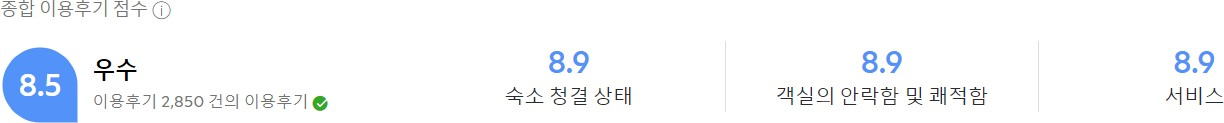 종합 이용후기 점수 ⓘ
8.5
우수
이용후기 2,850 건의 이용후기
8.9
숙소 청결 상태
8.9
객실의 안락함 및 쾌적함
8.9
서비스